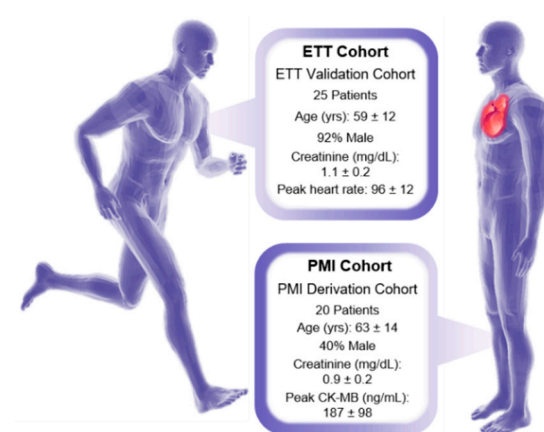 ETT Cohort
ETT Validation Cohort
25 Patients
Age (yrs): 59 ± 12
92% Male
Creatinine (mg/dL):
1.1 ± 0.2
Peak heart rate: 96 ± 12
PMI Cohort
PMI Derivation Cohort
20 Patients
Age (yrs): 63 ± 14
40% Male
Creatinine (mg/dL):
0.9 ± 0.2
Peak CK-MB (ng/mL):
187 ± 98